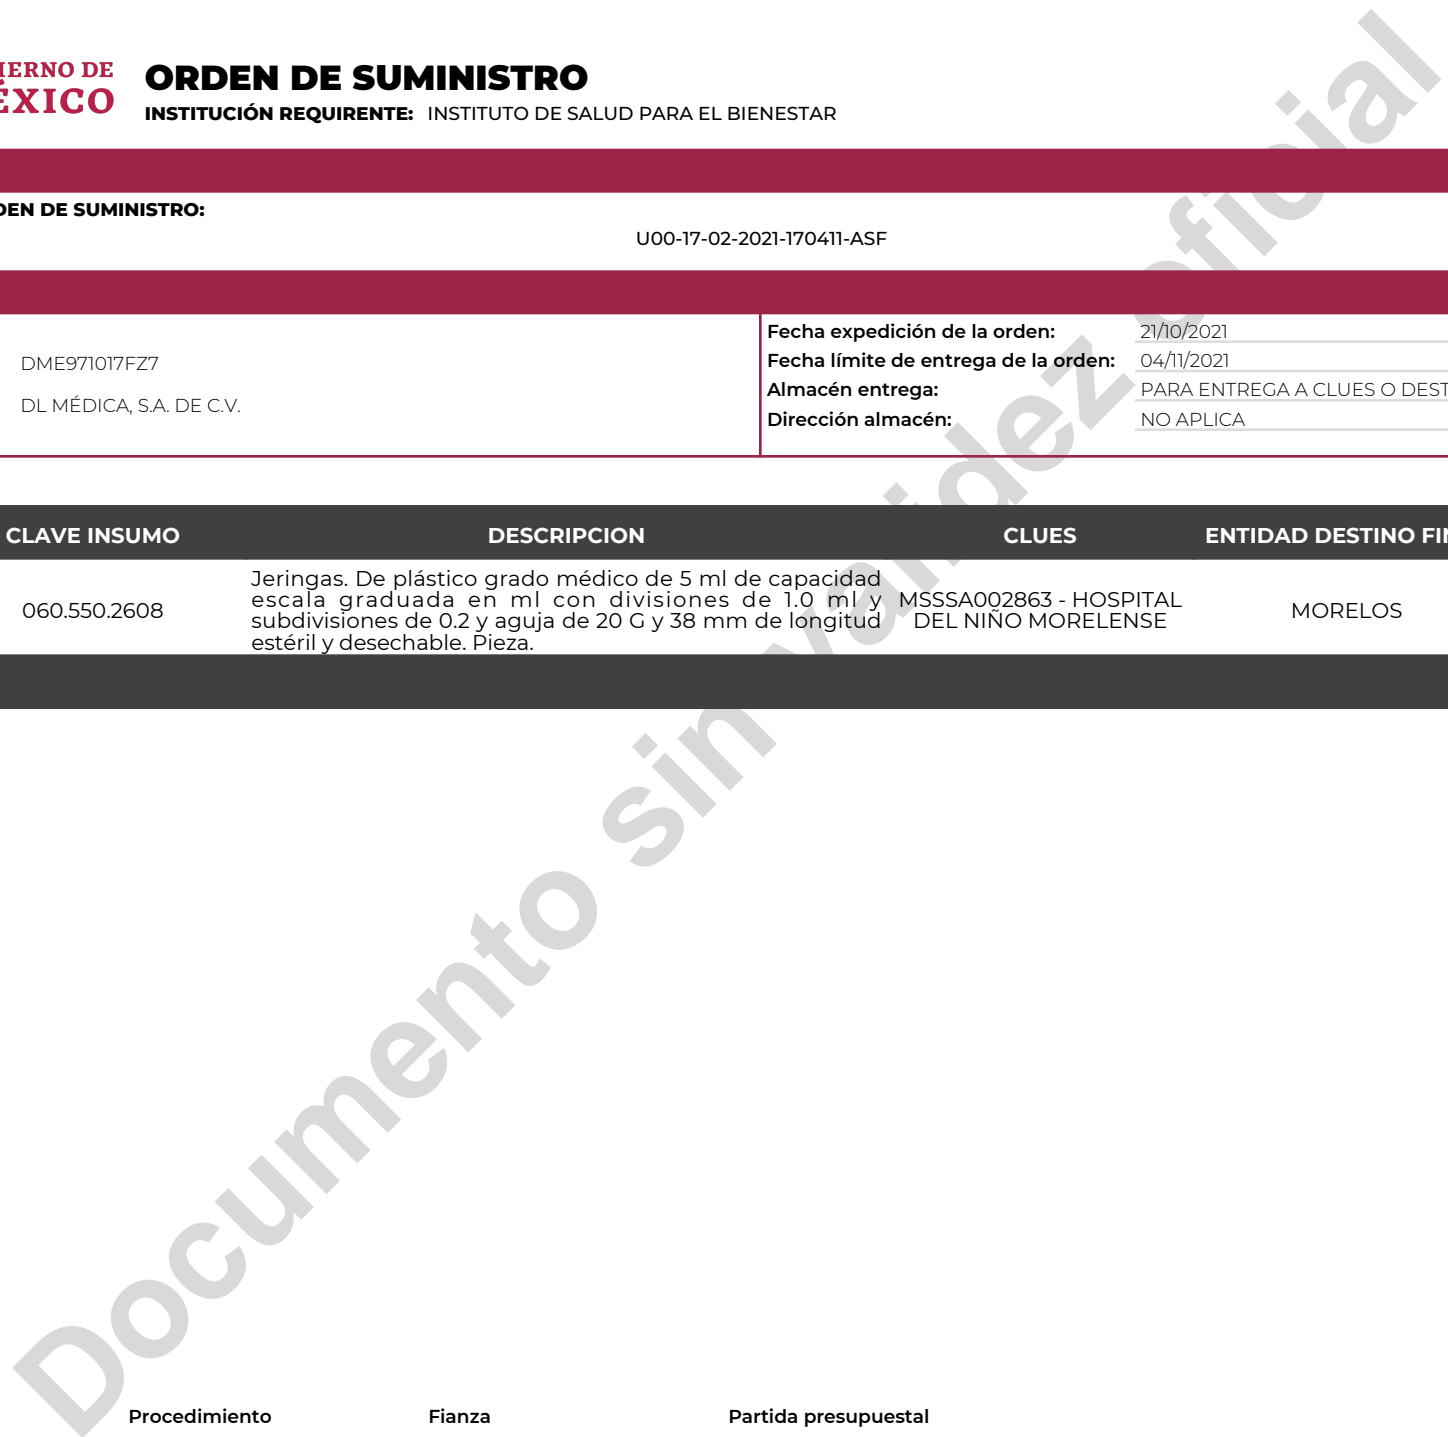 IERNO DE
ÉXICO
ORDEN DE SUMINISTRO
INSTITUCIÓN REQUIRENTE: INSTITUTO DE SALUD PARA EL BIENESTAR
DEN DE SUMINISTRO:
U00-17-02-2021-170411-ASF
DME971017FZ7
DL MÉDICA, S.A. DE C.V.
Fecha expedición de la orden: 21/10/2021
Fecha límite de entrega de la orden: 04/11/2021
Almacén entrega: PARA ENTREGA A CLUES O DEST
Dirección almacén: NO APLICA
CLAVE INSUMO DESCRIPCION CLUES ENTIDAD DESTINO FIN
060.550.2608
Jeringas. De plástico grado médico de 5 ml de capacidad
escala graduada en ml con divisiones de 1.0 ml y
subdivisiones de 0.2 y aguja de 20 G y 38 mm de longitud
estéril y desechable. Pieza.
MSSSA002863 - HOSPITAL
DEL NIÑO MORELENSE
MORELOS
Documento sin validez oficial
Procedimiento Fianza Partida presupuestal